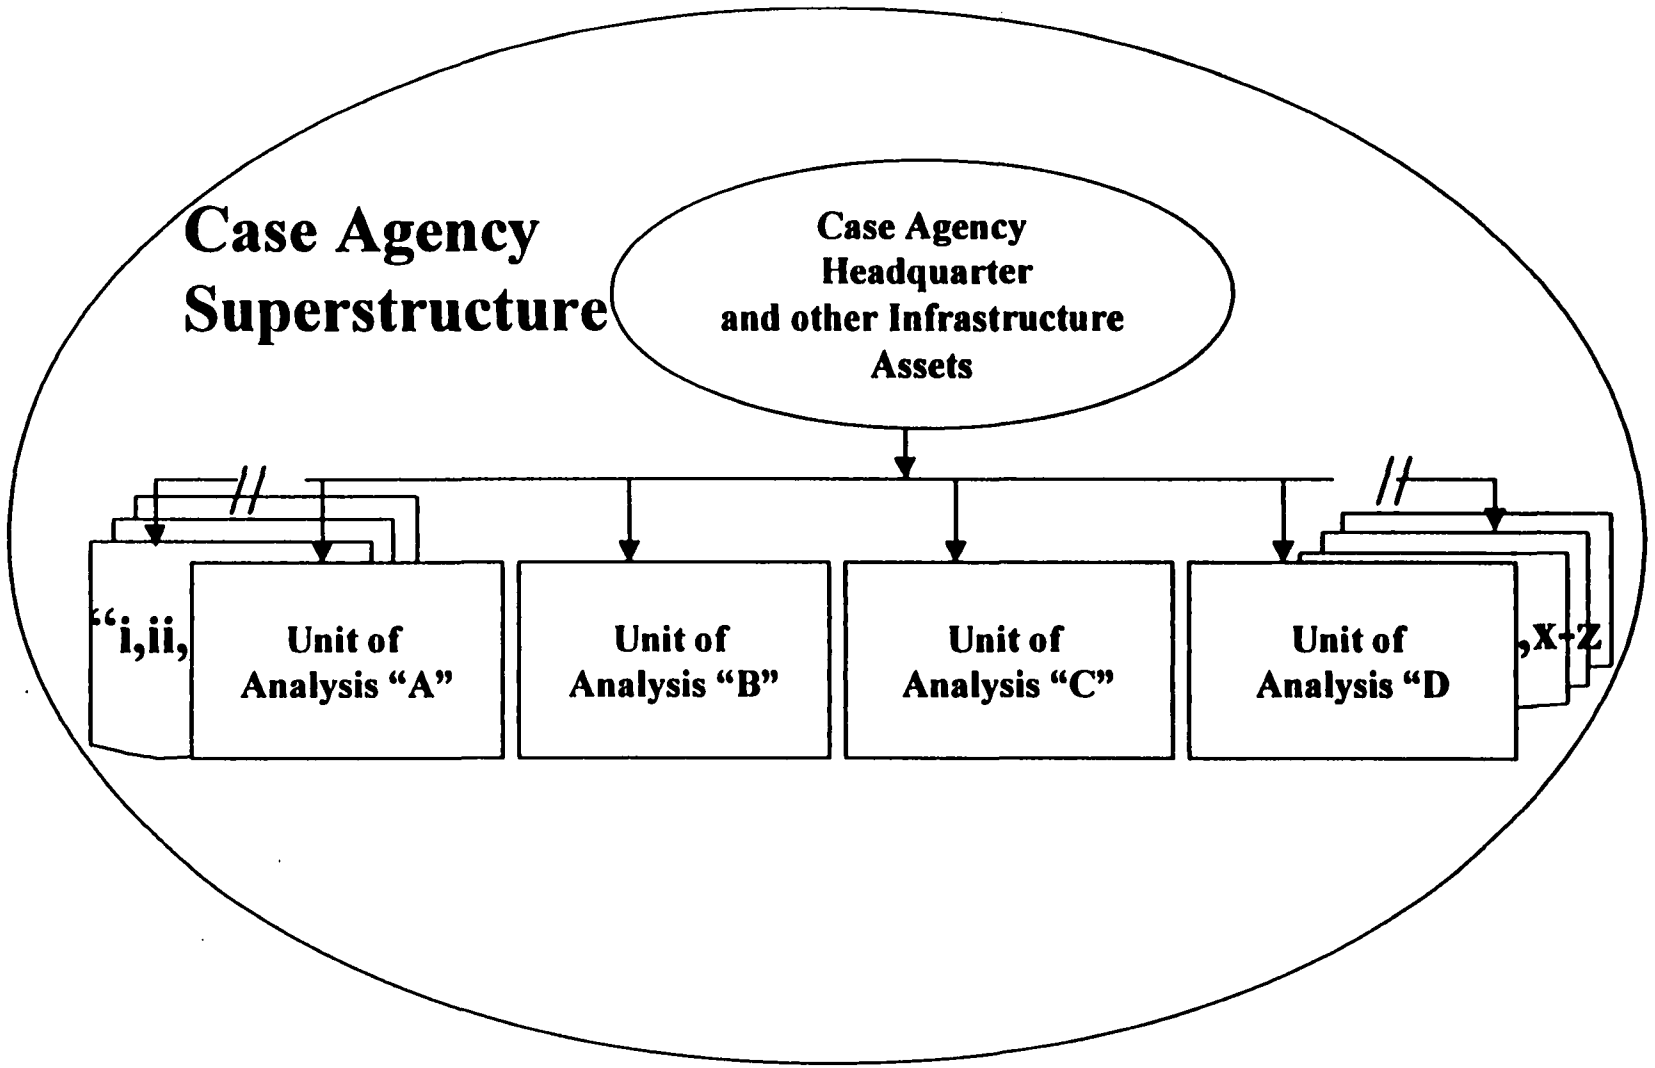 Case Agency
Superstructure
Case Agency
Headquarter
and other Infrastructure
Assets
“i,ii,
Unit of
Analysis “A”
Unit of
Analysis “B”
Unit of
Analysis “C”
Unit of
Analysis “D
,x-z